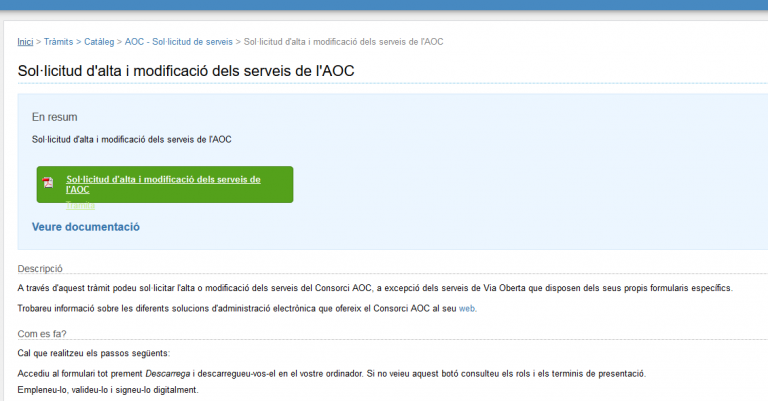 Inici > Tràmits > Catàleg > AOC - Sol·licitud de serveis > Sol·licitud d'alta i modificació dels serveis de l'AOC
Sol·licitud d'alta i modificació dels serveis de l'AOC
En resum
Sol·licitud d'alta i modificació dels serveis de l'AOC
Sol·licitud d'alta i modificació dels serveis de
l'AOC
Tramita
Veure documentació
Descripció
A través d'aquest tràmit podeu sol·licitar l'alta o modificació dels serveis del Consorci AOC, a excepció dels serveis de Via Oberta que disposen dels seus propis formularis específics.
Trobareu informació sobre les diferents solucions d'administració electrònica que ofereix el Consorci AOC al seu web.
Com es fa?
Cal que realitzeu els passos següents:
Accediu al formulari tot prement Descarrega i descarregueu-vos-el en el vostre ordinador. Si no veieu aquest botó consulteu els rols i els terminis de presentació.
Empleneu-lo, valideu-lo i signeu-lo digitalment.